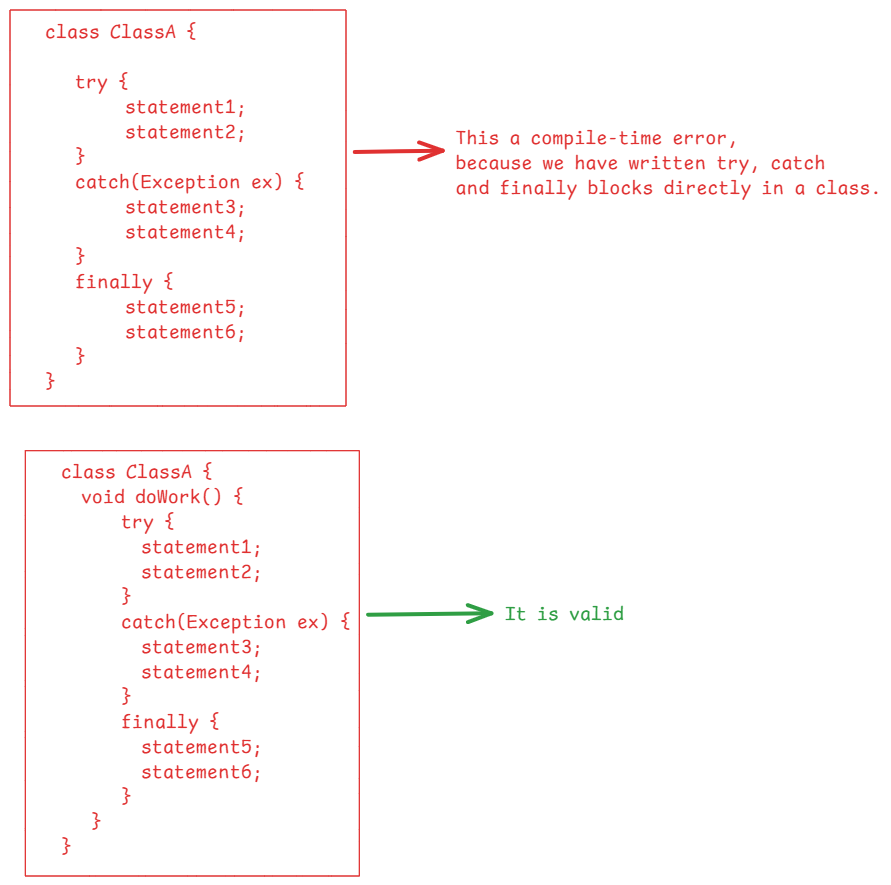 class ClassA {
try {
statement1;
statement2;
}
catch(Exception ex) {
statement3;
statement4;
}
finally {
statement5;
statement6;
}
}
This a compile-time error,
because we have written try, catch
and finally blocks directly in a class.
class ClassA {
void doWork() {
try {
statement1;
statement2;
}
catch(Exception ex) {
statement3;
statement4;
}
finally {
statement5;
statement6;
}
}
}
It is valid